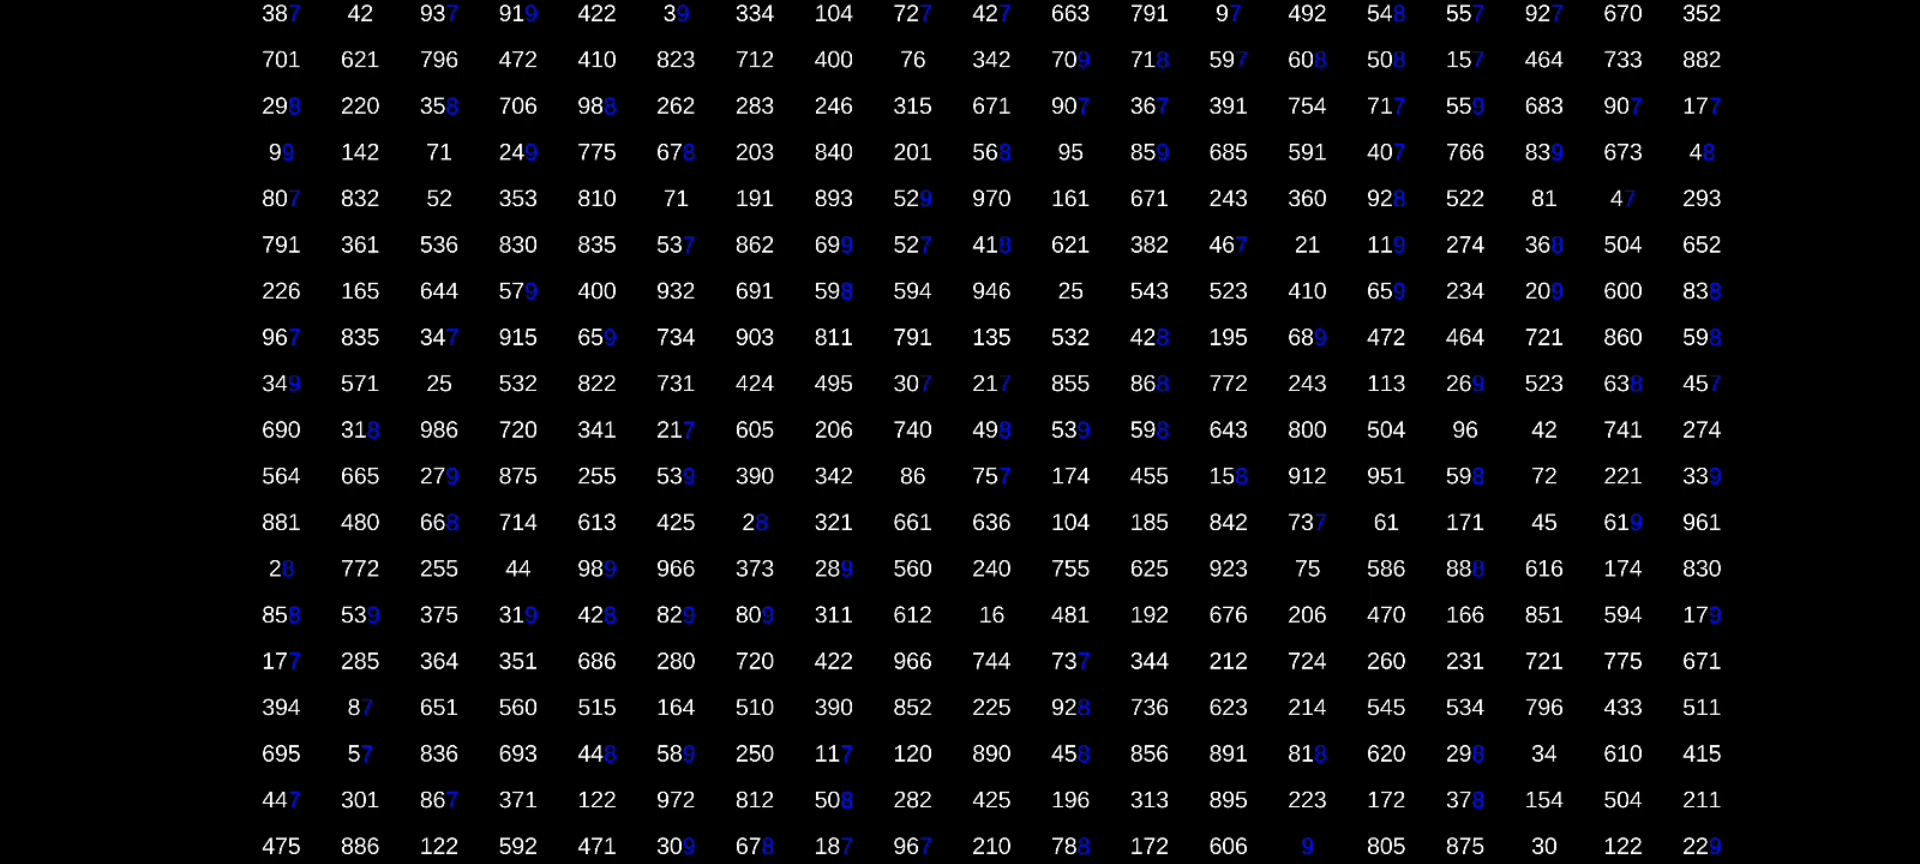 387 42 937 919 422 39 334 104 727 427 663 791 97 492 548 557 927 670 352
701 621 796 472 410 823 712 400 76 342 709 718 597 608 508 157 464 733 882
298 220 358 706 988 262 283 246 315 671 907 367 391 754 717 559 683 907 177
99 142 71 249 775 678 203 840 201 568 95 859 685 591 407 766 839 673 48
807 832 52 353 810 71 191 893 529 970 161 671 243 360 928 522 81 47 293
791 361 536 830 835 537 862 699 527 418 621 382 467 21 119 274 368 504 652
226 165 644 579 400 932 691 598 594 946 25 543 523 410 659 234 209 600 838
967 835 347 915 659 734 903 811 791 135 532 428 195 689 472 464 721 860 598
349 571 25 532 822 731 424 495 307 217 855 868 772 243 113 269 523 638 457
690 318 986 720 341 217 605 206 740 498 539 598 643 800 504 96 42 741 274
564 665 279 875 255 539 390 342 86 757 174 455 158 912 951 598 72 221 339
881 480 668 714 613 425 28 321 661 636 104 185 842 737 61 171 45 619 961
28 772 255 44 989 966 373 289 560 240 755 625 923 75 586 888 616 174 830
858 539 375 319 428 829 809 311 612 16 481 192 676 206 470 166 851 594 179
177 285 364 351 686 280 720 422 966 744 737 344 212 724 260 231 721 775 671
394 87 651 560 515 164 510 390 852 225 928 736 623 214 545 534 796 433 511
695 57 836 693 448 589 250 117 120 890 458 856 891 818 620 298 34 610 415
447 301 867 371 122 972 812 508 282 425 196 313 895 223 172 378 154 504 211
475 886 122 592 471 309 678 187 967 210 788 172 606 9 805 875 30 122 229